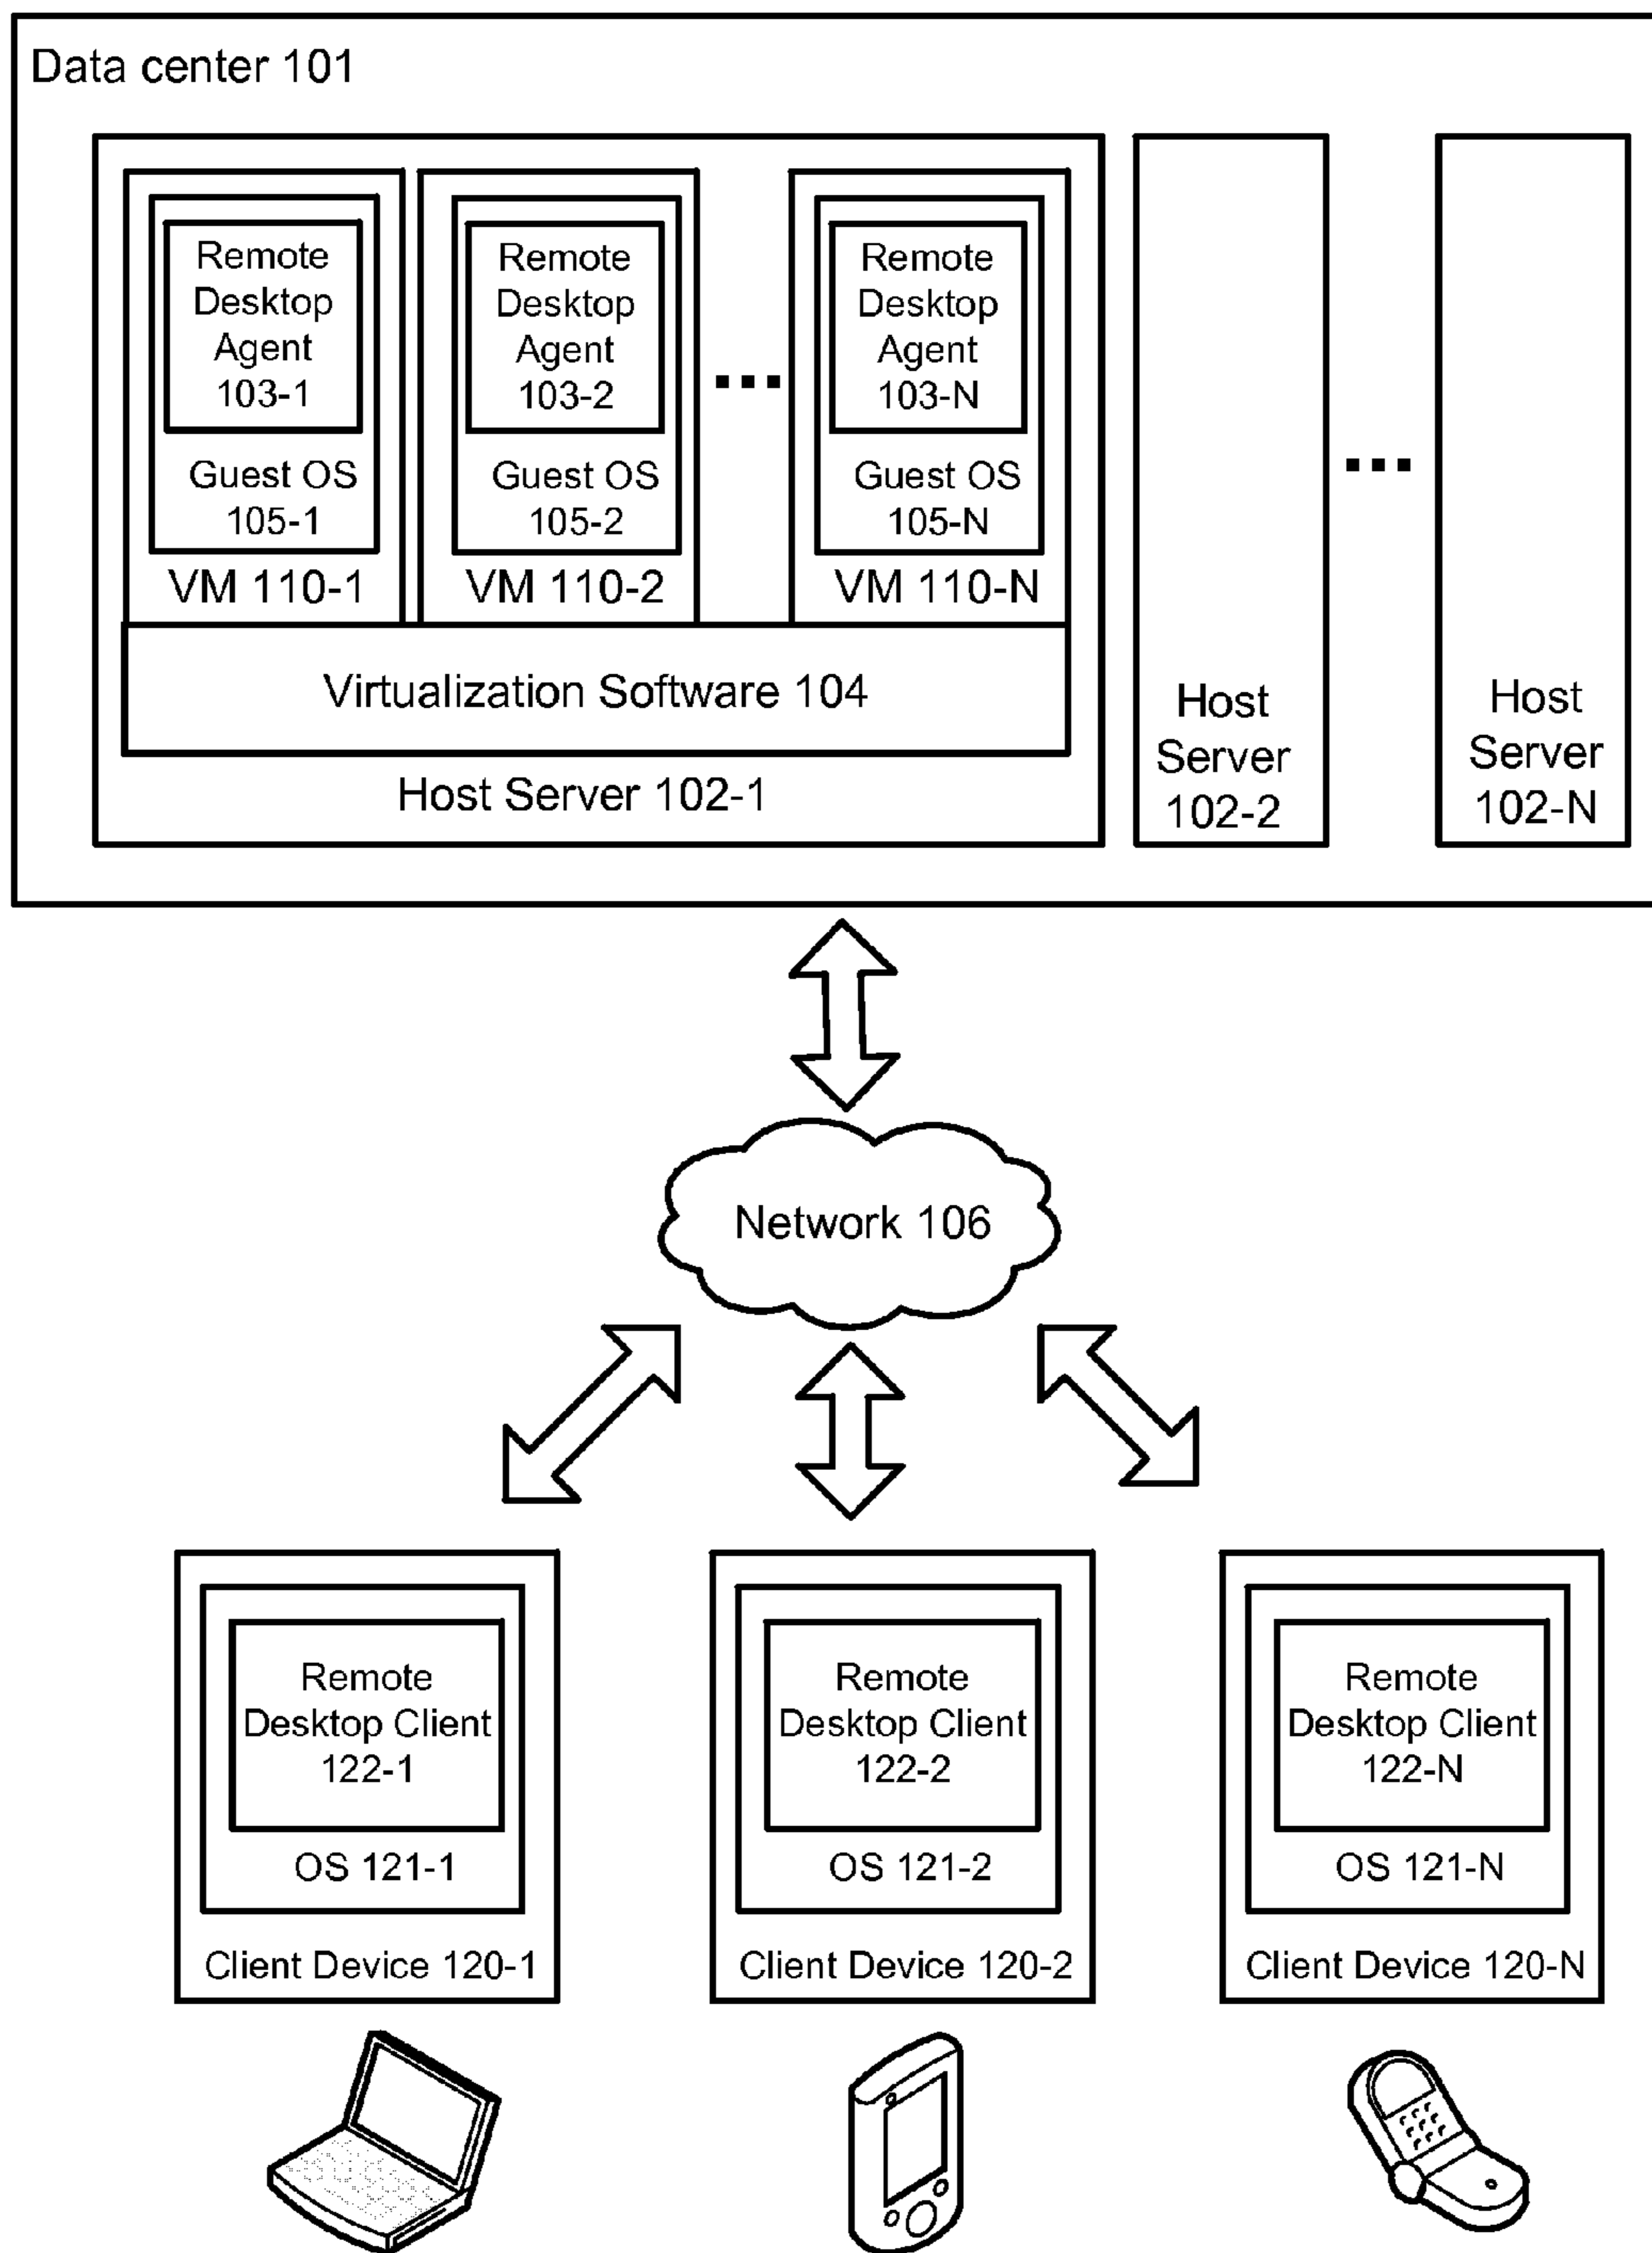 Data center 101
Remote
Desktop
Agent
103-1
Guest OS
105-1
VM 110-1
Remote
Desktop
Agent
103-2
Guest OS
105-2
VM 110-2
...
Remote
Desktop
Agent
103-N
Guest OS
105-N
VM 110-N
Virtualization Software 104
Host Server 102-1
Host
Server
102-2
...
Host
Server
102-N
Network 106
Remote
Desktop Client
122-1
OS 121-1
Client Device 120-1
Remote
Desktop Client
122-2
OS 121-2
Client Device 120-2
Remote
Desktop Client
122-N
OS 121-N
Client Device 120-N